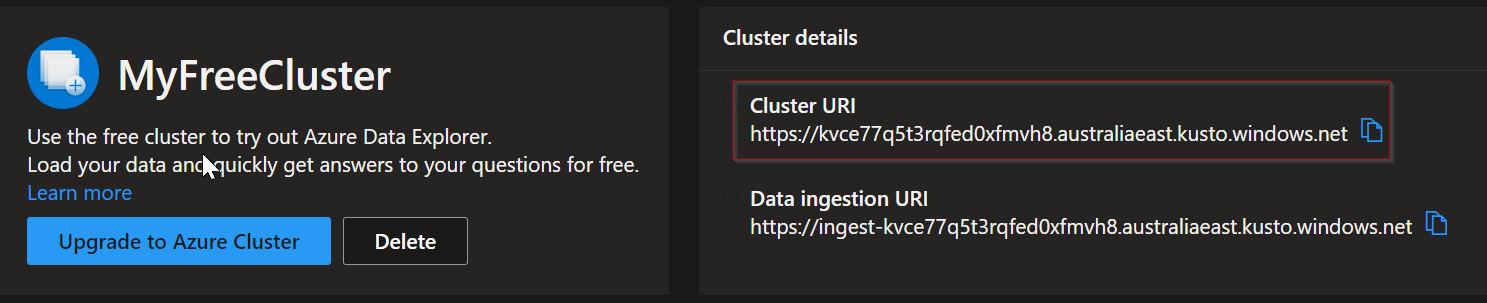 MyFreeCluster
Use the free cluster to try out Azure Data Explorer.
Load your data and quickly get answers to your questions for free.
Learn more
Upgrade to Azure Cluster
Delete
Cluster details
Cluster URI
https://kvce77q5t3rqfed0xfmvh8.australiaeast.kusto.windows.net
Data ingestion URI
https://ingest-kvce77q5t3rqfed0xfmvh8.australiaeast.kusto.windows.net